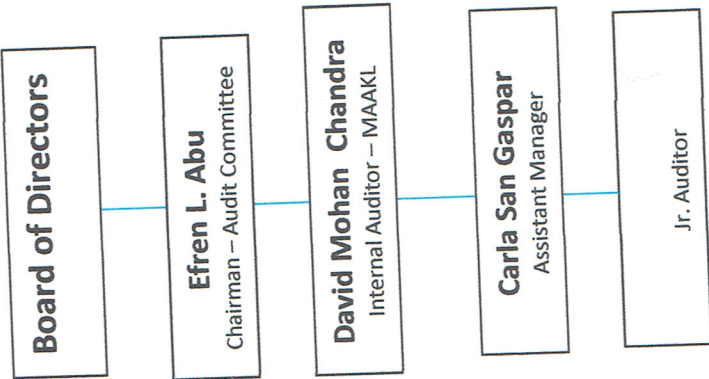 Board of Directors
Efren L. Abu
Chairman – Audit Committee
David Mohan Chandra
Internal Auditor – MAAKL
Carla San Gaspar
Assistant Manager
Jr. Auditor